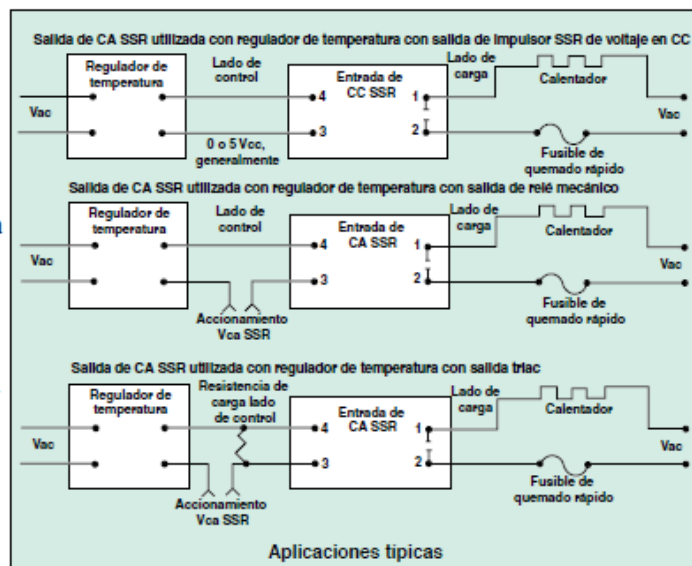 Salida de CA SSR utilizada con regulador de temperatura con salida de impulsor SSR de voltaje en CC
Regulador de
temperatura
Lado de
control
Entrada de
CC SSR
Lado de
carga
Calentador
Vac
4
3
1
2
Vac
0 o 5 Vcc,
generalmente
Fusible de
quemado rápido
Salida de CA SSR utilizada con regulador de temperatura con salida de relé mecánico
Regulador de
temperatura
Lado de
control
Entrada de
CA SSR
Lado de
carga
Calentador
Vac
4
3
1
2
Vac
Accionamiento
Vca SSR
Fusible de
quemado rápido
Salida de CA SSR utilizada con regulador de temperatura con salida triac
Regulador de
temperatura
Resistencia de
carga lado
de control
Entrada de
CA SSR
Lado de
carga
Calentador
Vac
4
3
1
2
Vac
Accionamiento
Vca SSR
Fusible de
quemado rápido
Aplicaciones típicas